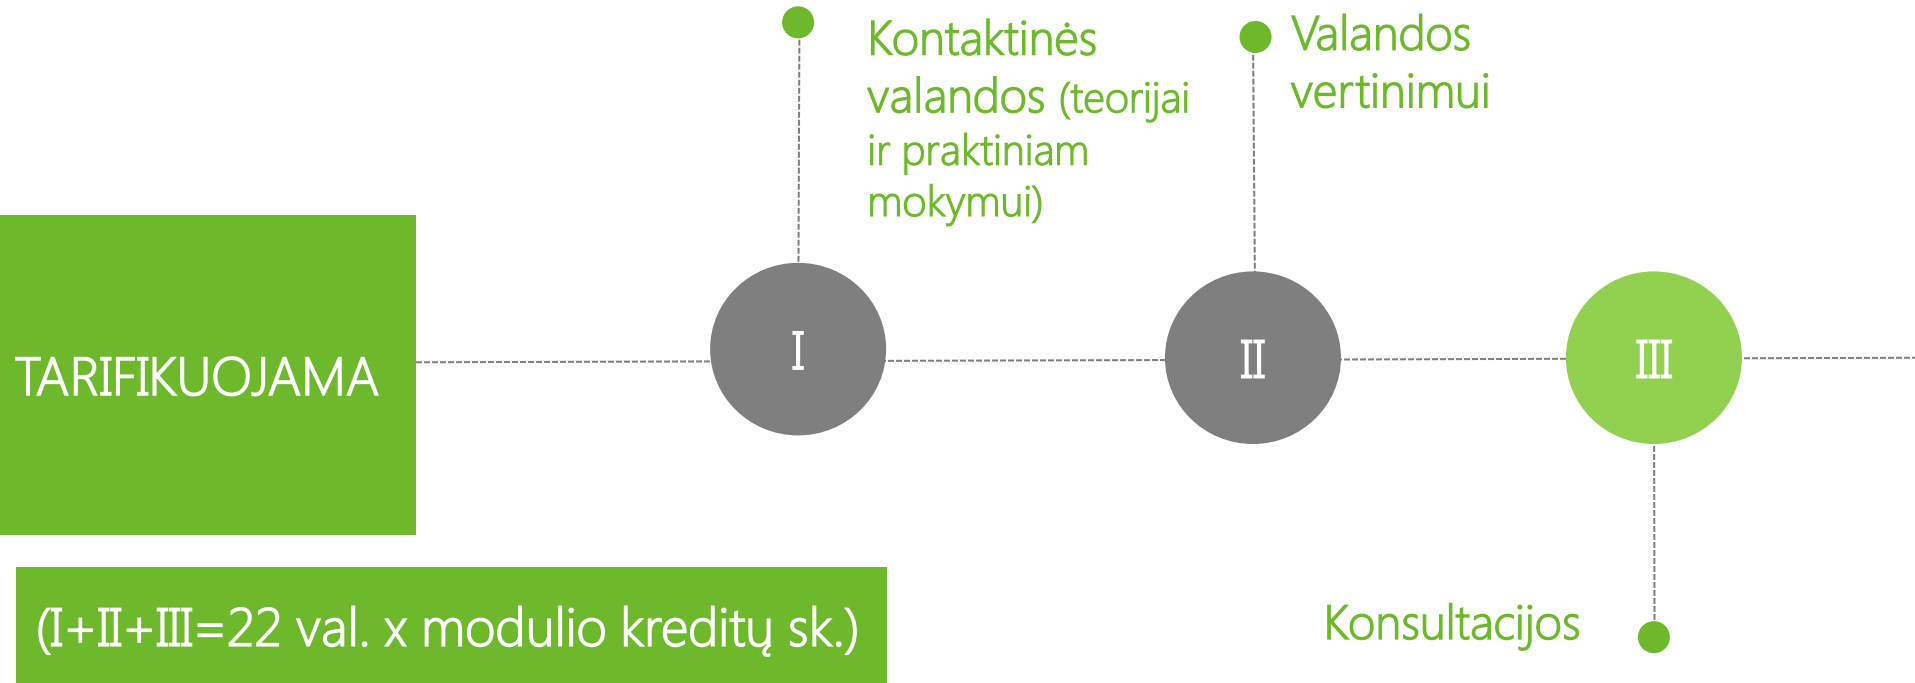 Kontaktinės
valandos (teorijai
ir praktiniam
mokymui)
Valandos
vertinimui
TARIFIKUOJAMA
I
II
III
(I+II+III=22 val. x modulio kreditų sk.)
Konsultacijos